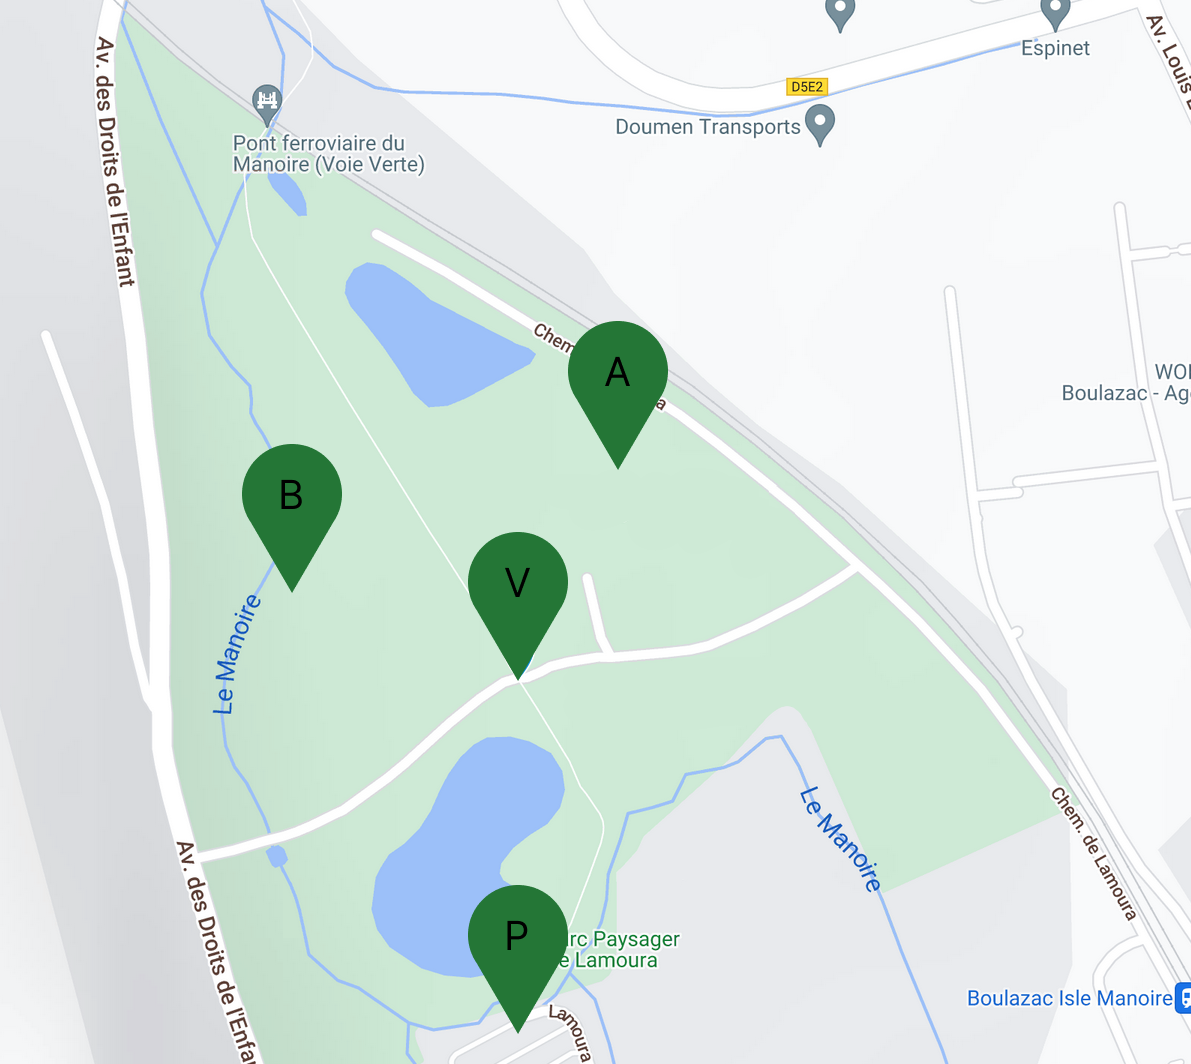 Espinet
Av. Louis
D5E2
Doumen Transports
Av. des Droits de l'Enfant
Pont ferroviaire du
Manoire (Voie Verte)
Chem
a
A
WOI
Boulazac - Ag
B
V
Le Manoire
Le Manoire
Chem. de Lamoura
Av. des Droits de l'Enfa
P
rc Paysager
e Lamoura
Boulazac Isle Manoire
Lamoura